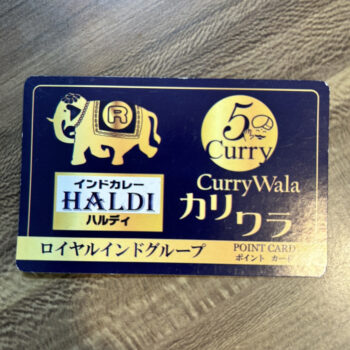 R
50
Curry
インドカレー
HALDI
ハルディ
CurryWala
カリ
ワラ
ロイヤルインドグループ
POINT CARD
ポイント カード